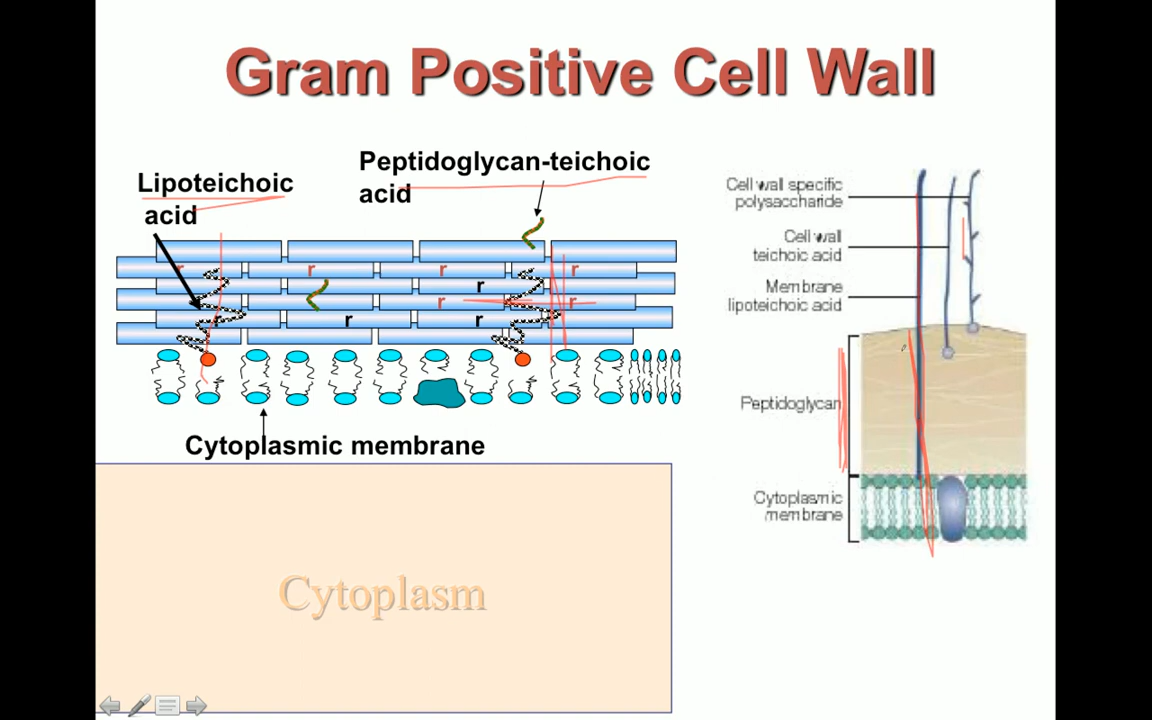 Gram Positive Cell Wall
Peptidoglycan-teichoic
acid
Lipoteichoic
acid
r
r
r
r
r
r
r
r
r
r
Cytoplasmic membrane
Cytoplasm
Cell wall specific
polysaccharide
Cell wall
teichoic acid
Membrane
lipoteichoic acid
Peptidoglycan
Cytoplasmic
membrane